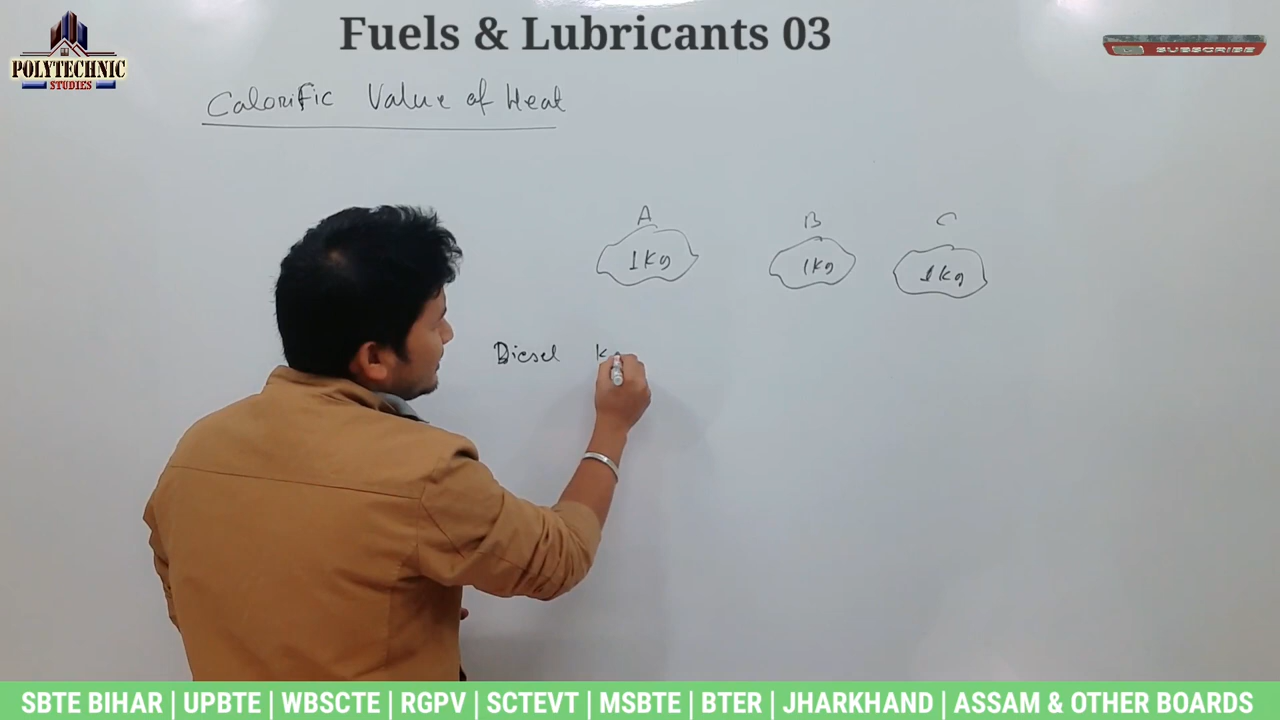 Fuels & Lubricants 03
POLYTECHNIC
STUDIES
SUBSCRIBE
Calorific Value of Heat
A B C
1 Kg 1 Kg 1 Kg
Diesel
SBTE BIHAR | UPBTE | WBSCTE | RGPV | SCTEVT | MSBTE | BTER | JHARKHAND | ASSAM & OTHER BOARDS